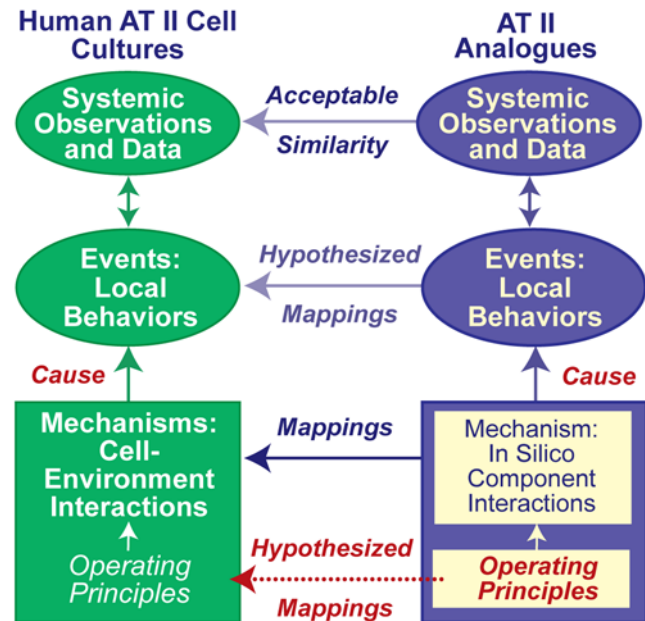 Human AT II Cell
Cultures
AT II
Analogues
Systemic
Observations
and Data
Acceptable
Similarity
Systemic
Observations
and Data
Events:
Local
Behaviors
Hypothesized
Mappings
Events:
Local
Behaviors
Cause
Cause
Mechanisms:
Cell-
Environment
Interactions
Mappings
Mechanism:
In Silico
Component
Interactions
Operating
Principles
Hypothesized
Mappings
Operating
Principles